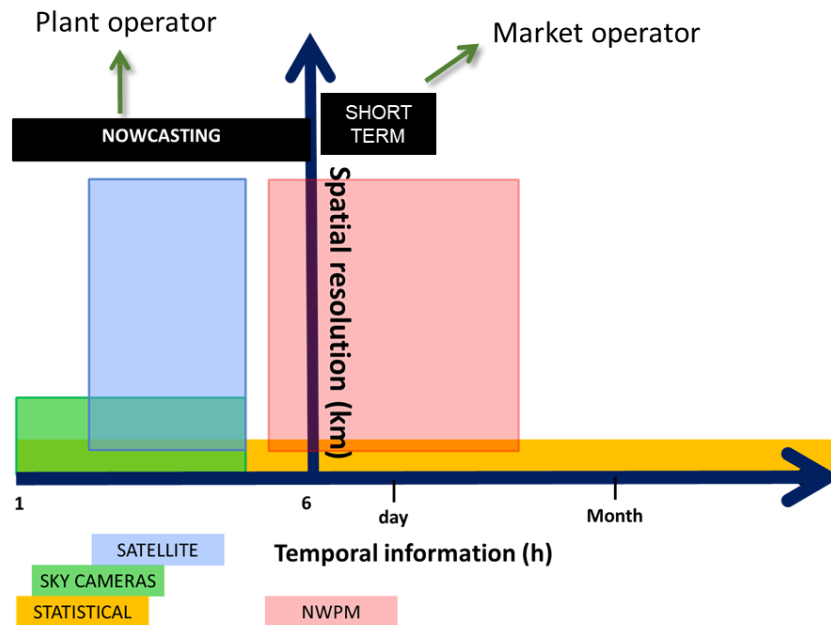 Plant operator
Market operator
NOWCASTING
SHORT
TERM
Spatial resolution (km)
1
6
day
Month
Temporal information (h)
SATELLITE
SKY CAMERAS
STATISTICAL
NWPM